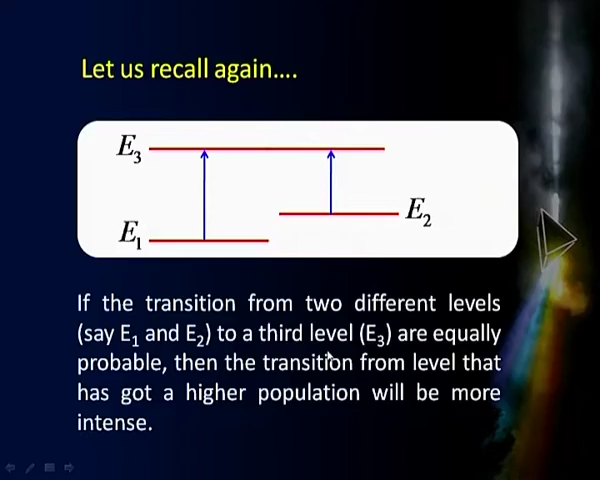 Let us recall again....
E3
E2
E1
If the transition from two different levels
(say E1 and E2) to a third level (E3) are equally
probable, then the transition from level that
has got a higher population will be more
intense.